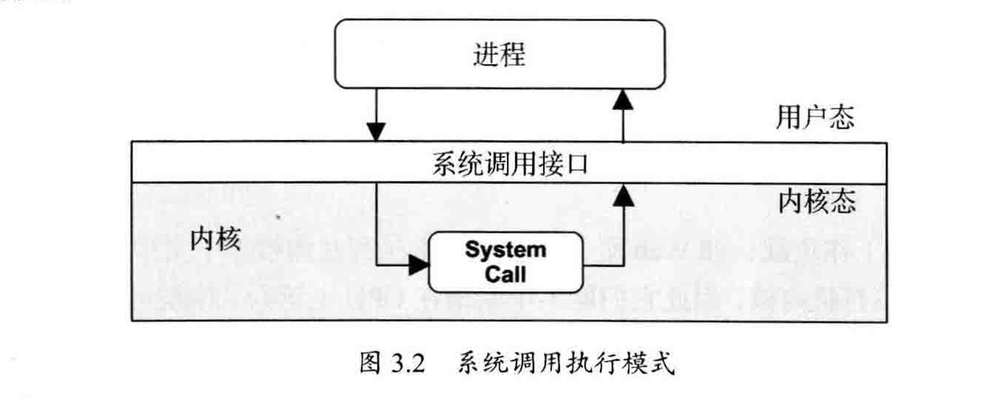 进程
用户态
系统调用接口
内核态
内核
System
Call
图 3.2 系统调用执行模式